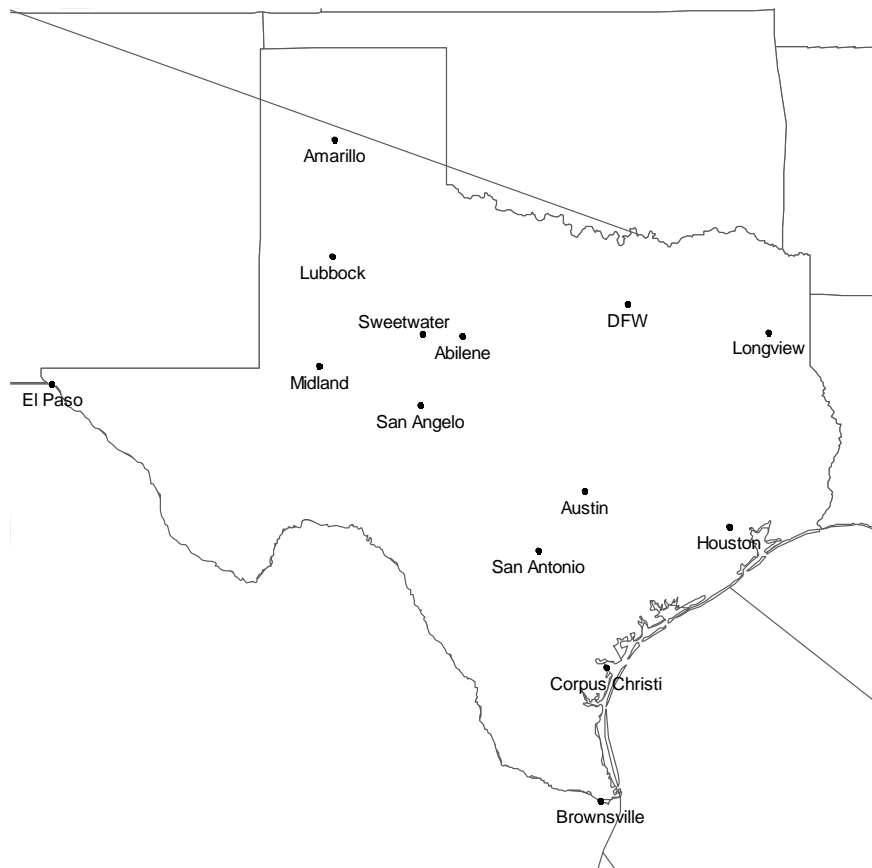 Amarillo
Lubbock
Sweetwater
DFW
Abilene
Longview
Midland
El Paso
San Angelo
Austin
Houston
San Antonio
Corpus Christi
Brownsville